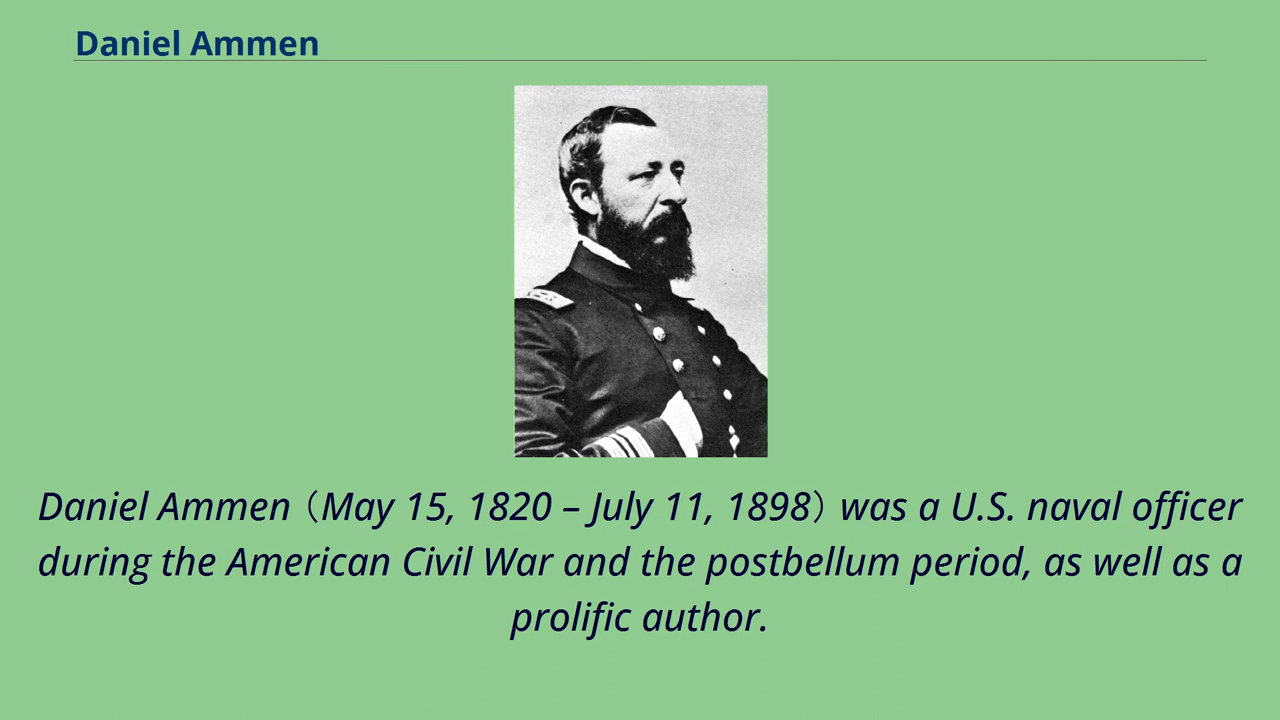 Daniel Ammen
Daniel Ammen（May 15, 1820 – July 11, 1898）was a U.S. naval officer
during the American Civil War and the postbellum period, as well as a
prolific author.